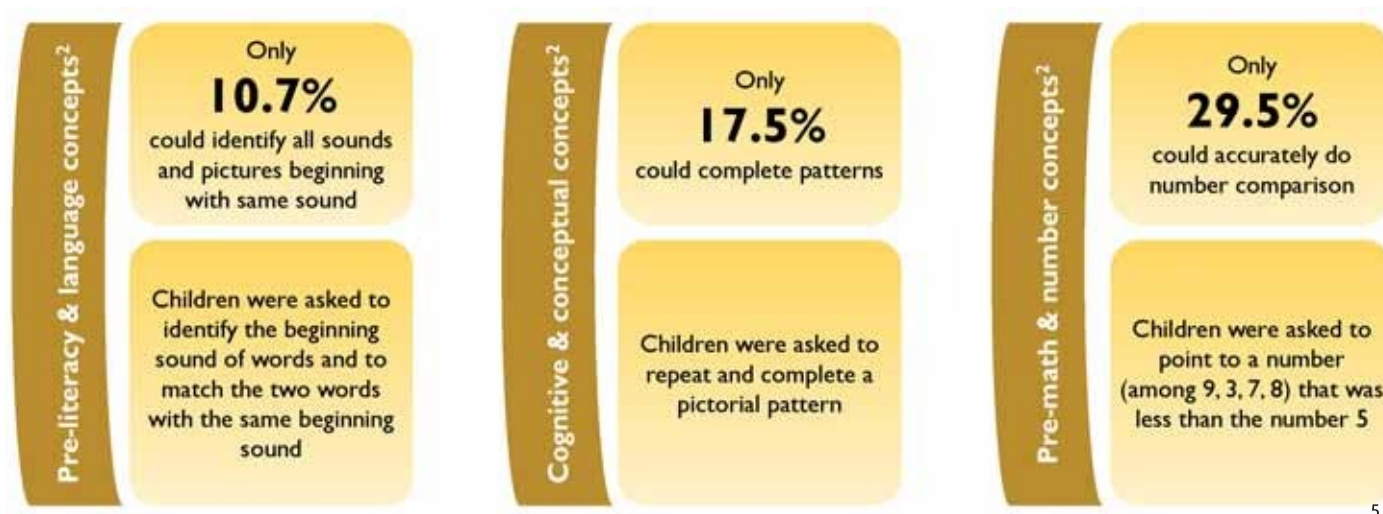 Pre-literacy & language concepts²
Only
10.7%
could identify all sounds
and pictures beginning
with same sound
Children were asked to
identify the beginning
sound of words and to
match the two words
with the same beginning
sound
Cognitive & conceptual concepts²
Only
17.5%
could complete patterns
Children were asked to
repeat and complete a
pictorial pattern
Pre-math & number concepts²
Only
29.5%
could accurately do
number comparison
Children were asked to
point to a number
(among 9, 3, 7, 8) that was
less than the number 5
5